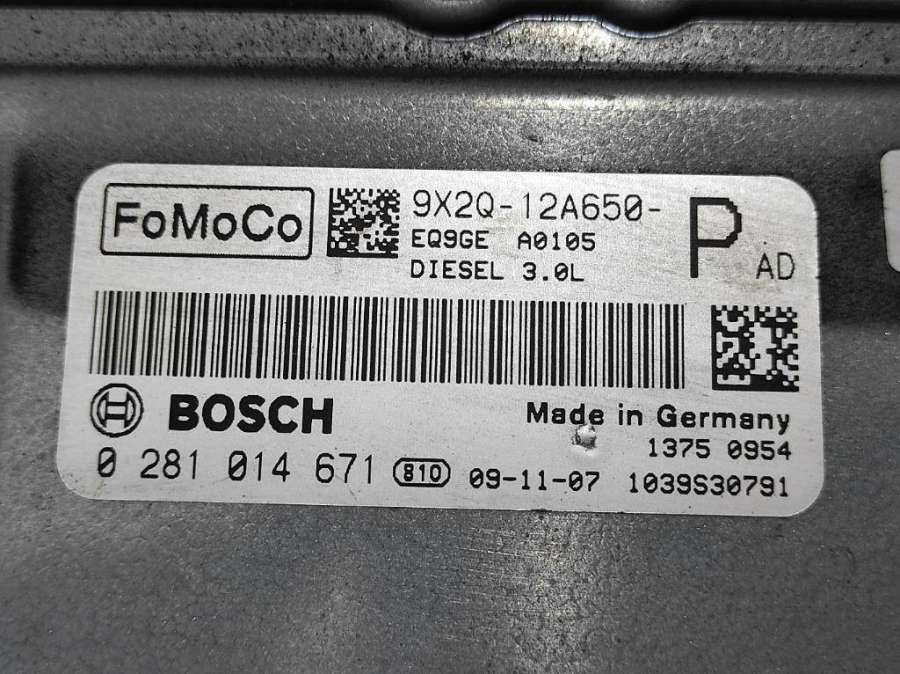 FoMoCo
9X2Q-12A650-
EQ9GE A0105
DIESEL 3.0L
P AD
BOSCH
Made in Germany
1375 0954
0 281 014 671 810 09-11-07 1039S30791